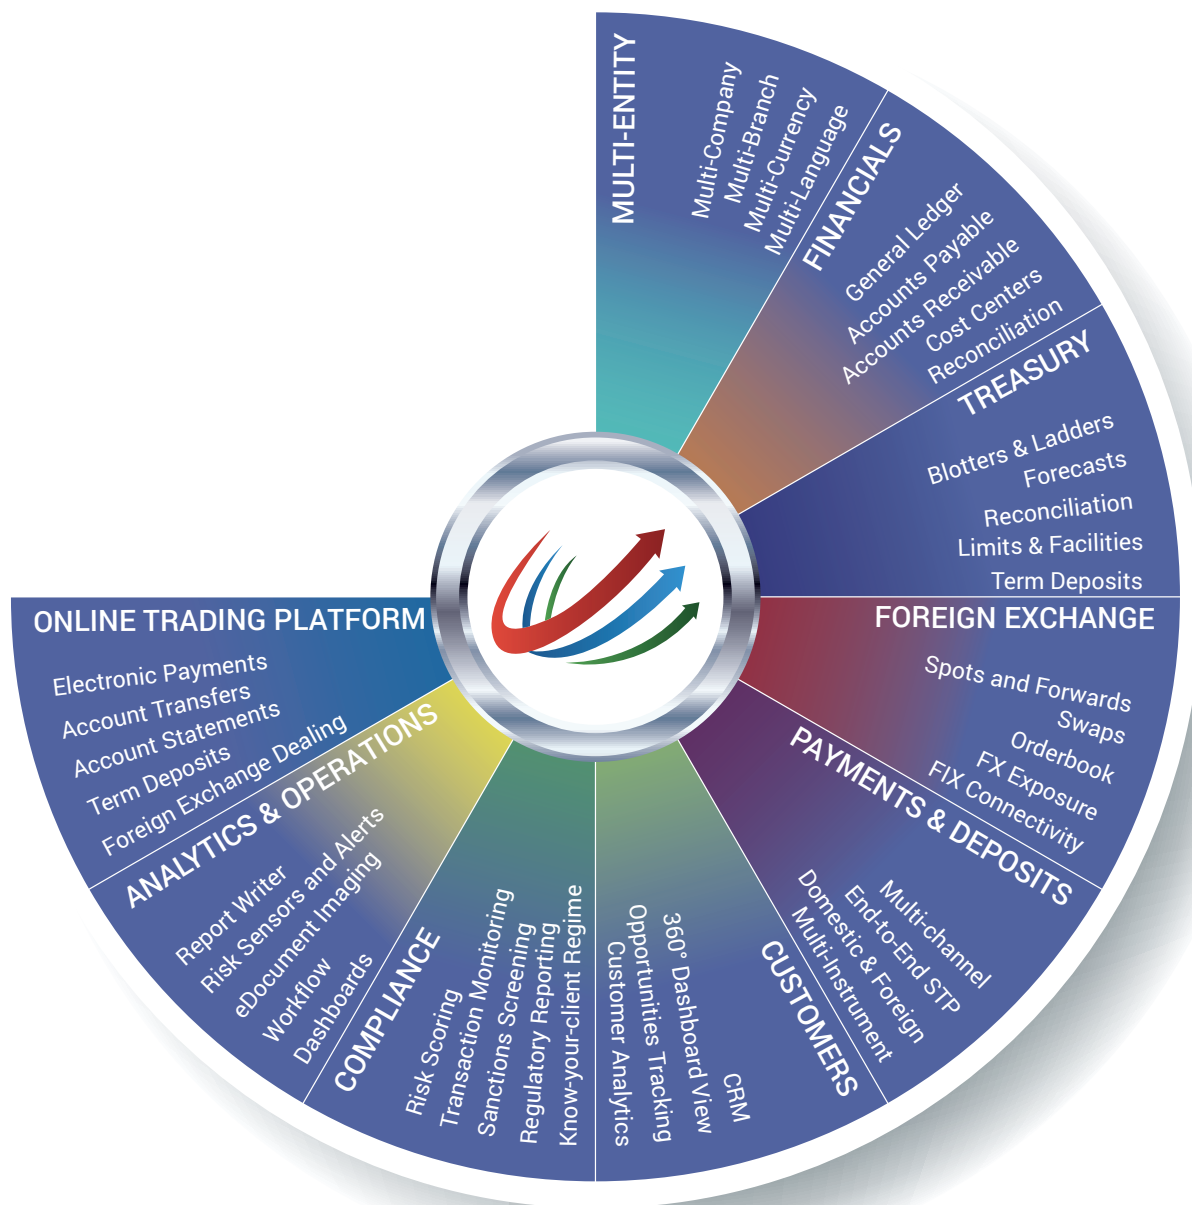 MULTI-ENTITY
Multi-Company
Multi-Branch
Multi-Currency
Multi-Language
FINANCIALS
General Ledger
Accounts Payable
Accounts Receivable
Cost Centers
Reconciliation
TREASURY
Blotters & Ladders
Forecasts
Reconciliation
Limits & Facilities
Term Deposits
FOREIGN EXCHANGE
Spots and Forwards
Swaps
Orderbook
FX Exposure
FIX Connectivity
PAYMENTS & DEPOSITS
Multi-channel
End-to-End STP
Domestic & Foreign
Multi-Instrument
CUSTOMERS
CRM
360° Dashboard View
Opportunities Tracking
Customer Analytics
COMPLIANCE
Risk Scoring
Transaction Monitoring
Sanctions Screening
Regulatory Reporting
Know-your-client Regime
ANALYTICS & OPERATIONS
Report Writer
Risk Sensors and Alerts
eDocument Imaging
Workflow
Dashboards
ONLINE TRADING PLATFORM
Electronic Payments
Account Transfers
Account Statements
Term Deposits
Foreign Exchange Dealing